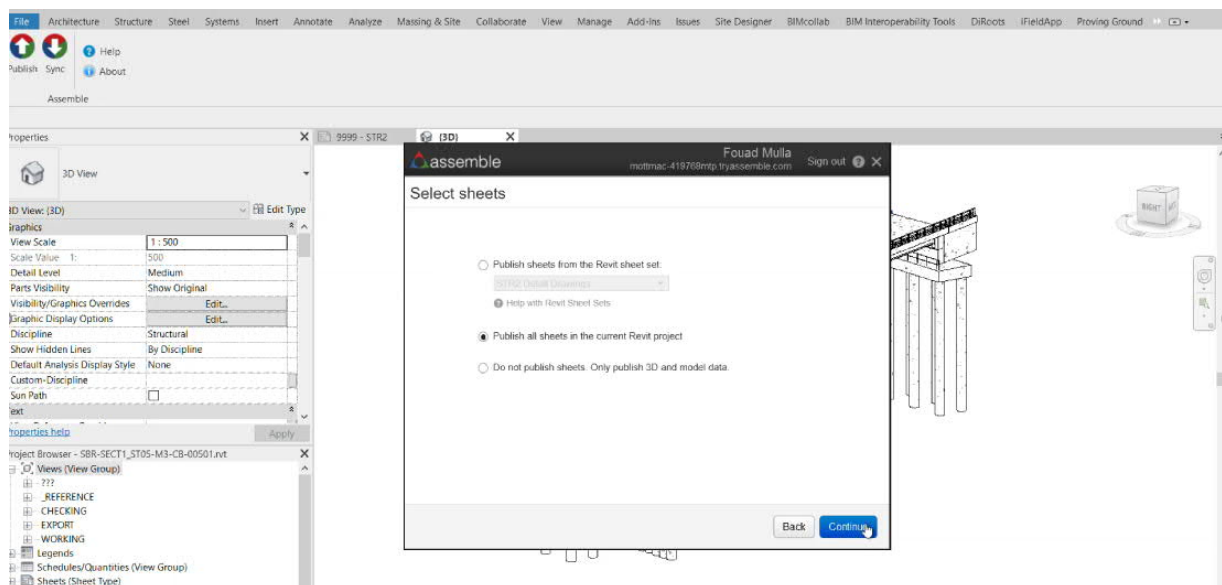 File Architecture Structure Steel Systems Insert Annotate Analyze Massing & Site Collaborate View Manage Add-Ins Issues Site Designer BIMcollab BIM Interoperability Tools DiRoots iFieldApp Proving Ground
Publish Sync Help
About
Assemble
Properties
9999 - STR2 {3D}
3D View
3D View: {3D} Edit Type
Graphics
View Scale 1 : 500
Scale Value 1: 500
Detail Level Medium
Parts Visibility Show Original
Visibility/Graphics Overrides Edit...
Graphic Display Options Edit...
Discipline Structural
Show Hidden Lines By Discipline
Default Analysis Display Style None
Custom-Discipline
Sun Path
Text
Properties help Apply
Project Browser - SBR-SECT1_ST05-M3-CB-00501.rvt
Views (View Group)
???
_REFERENCE
CHECKING
EXPORT
WORKING
Legends
Schedules/Quantities (View Group)
Sheets (Sheet Type)
assemble
Fouad Mulla
mottmac-419768mtp.tryassemble.com
Sign out
Select sheets
Publish sheets from the Revit sheet set:
STR2 Detail Drawings
Help with Revit Sheet Sets
Publish all sheets in the current Revit project
Do not publish sheets. Only publish 3D and model data.
Back Continue
RIGHT